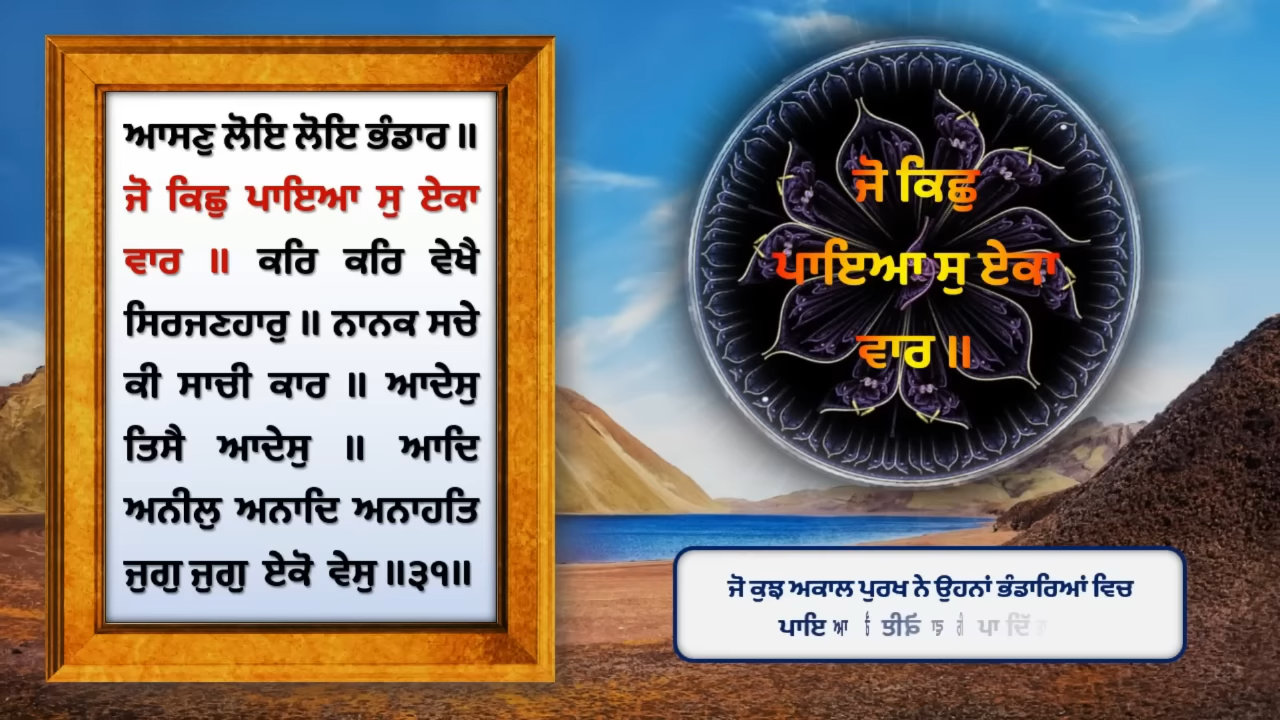 ਆਸਣੁ ਲੋਇ ਲੋਇ ਭੰਡਾਰ ॥
ਜੋ ਕਿਛੁ ਪਾਇਆ ਸੁ ਏਕਾ
ਵਾਰ ॥ ਕਰਿ ਕਰਿ ਵੇਖੈ
ਸਿਰਜਣਹਾਰੁ ॥ ਨਾਨਕ ਸਚੇ
ਕੀ ਸਾਚੀ ਕਾਰ ॥ ਆਦੇਸੁ
ਤਿਸੈ ਆਦੇਸੁ ॥ ਆਦਿ
ਅਨੀਲੁ ਅਨਾਦਿ ਅਨਾਹਤਿ
ਜੁਗੁ ਜੁਗੁ ਏਕੋ ਵੇਸੁ ॥੩੧॥
ਜੋ ਕਿਛੁ
ਪਾਇਆ ਸੁ ਏਕਾ
ਵਾਰ ॥
ਜੋ ਕੁਝ ਅਕਾਲ ਪੁਰਖ ਨੇ ਉਹਨਾਂ ਭੰਡਾਰਿਆਂ ਵਿਚ
ਪਾਇਆ